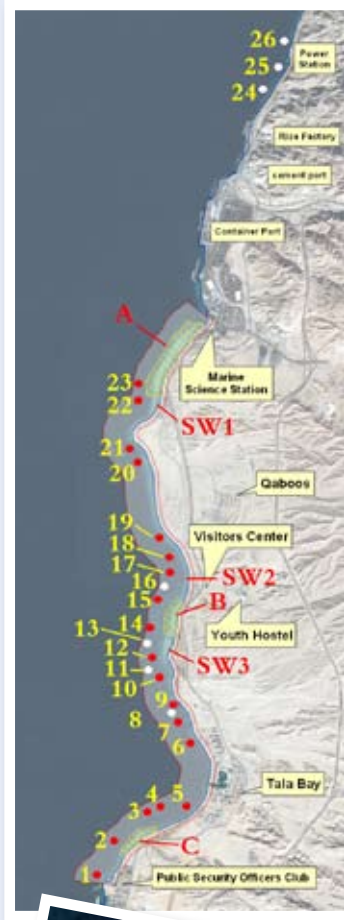 26
Power
Station
25
24
Rice Factory
cement port
Container Port
A
Marine
Science Station
23
22
SW1
21
20
Qaboos
19
Visitors Center
18
17
SW2
16
15
B
14
Youth Hostel
13
12
SW3
11
10
9
8
7
6
Tala Bay
5
4
3
2
C
1
Public Security Officers Club